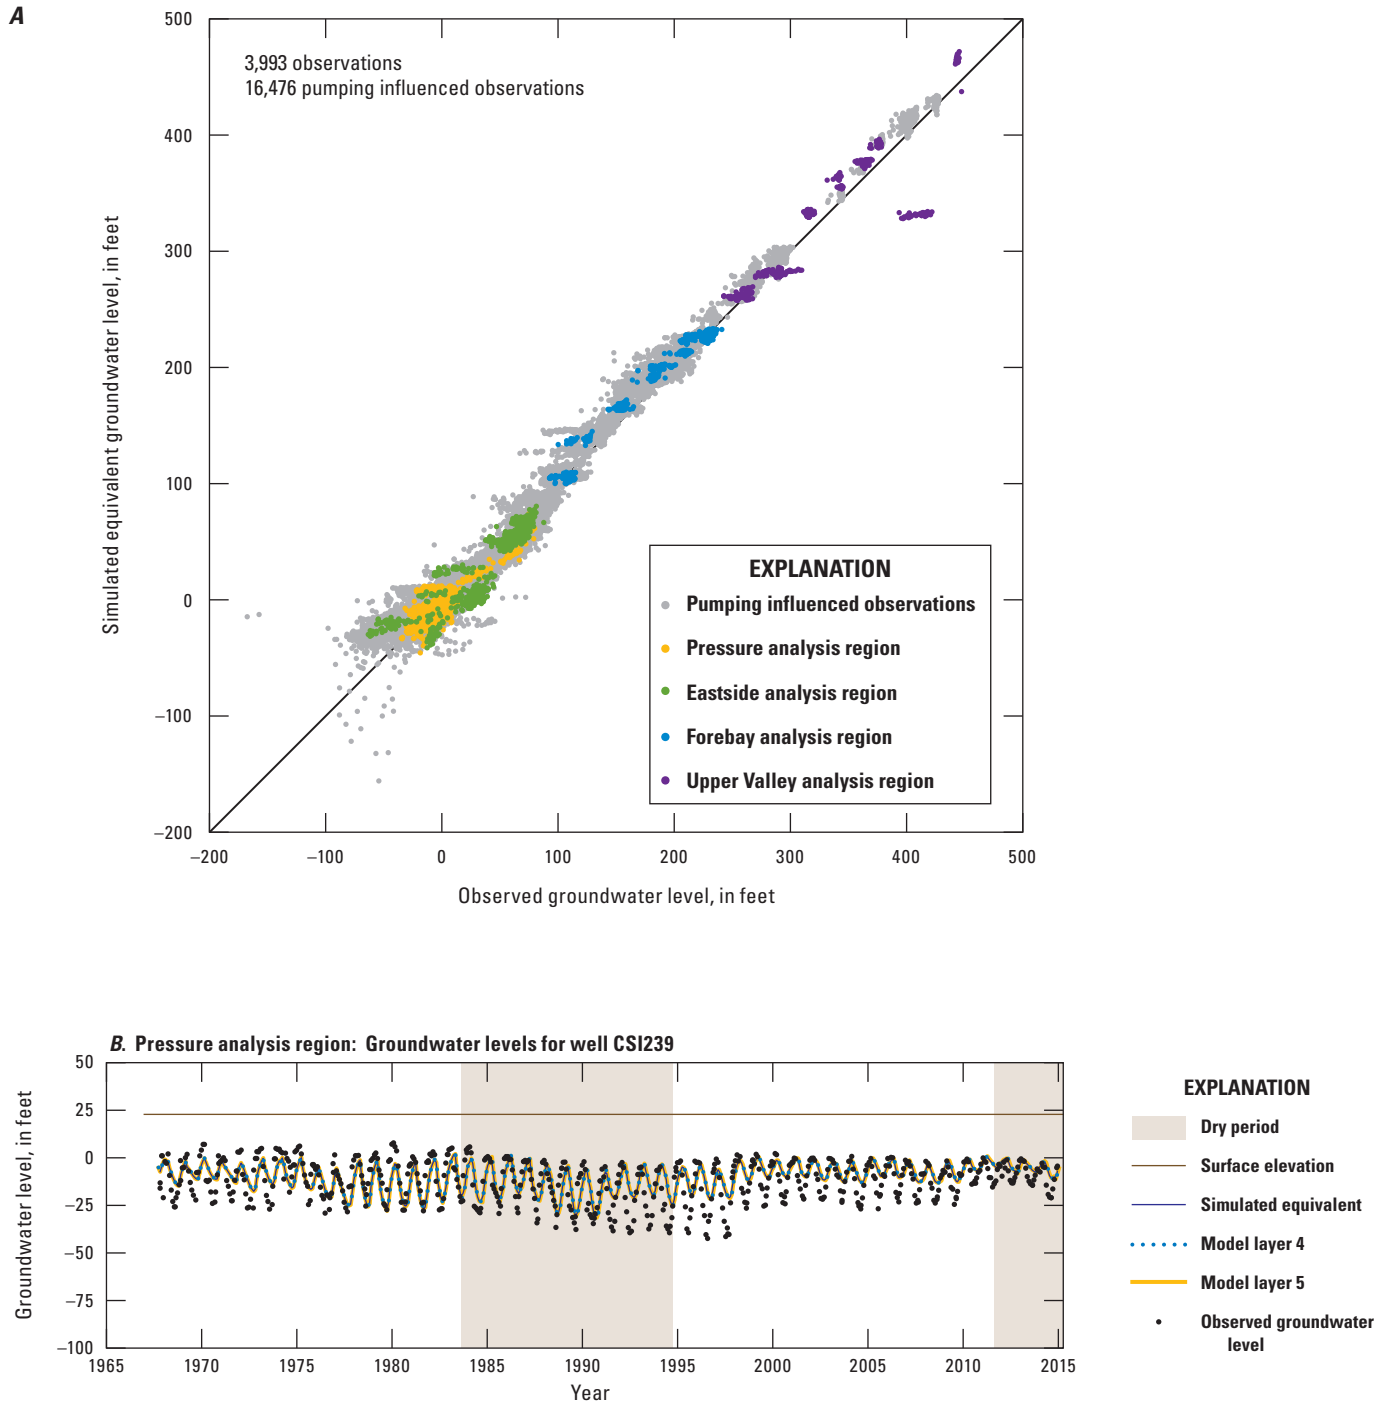 A
3,993 observations
16,476 pumping influenced observations
Simulated equivalent groundwater level, in feet
500
400
300
200
100
0
−100
−200
−200
−100
0
100
200
300
400
500
Observed groundwater level, in feet
EXPLANATION
Pumping influenced observations
Pressure analysis region
Eastside analysis region
Forebay analysis region
Upper Valley analysis region
B. Pressure analysis region: Groundwater levels for well CSI239
Groundwater level, in feet
50
25
0
−25
−50
−75
−100
1965
1970
1975
1980
1985
1990
1995
2000
2005
2010
2015
Year
EXPLANATION
Dry period
Surface elevation
Simulated equivalent
Model layer 4
Model layer 5
Observed groundwater
level